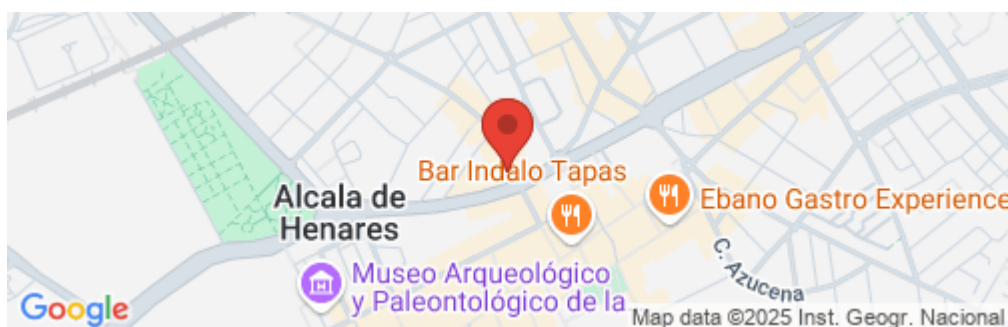 Bar Indalo Tapas
Alcala de
Henares
Ebano Gastro Experience
C. Azucena
Museo Arqueológico
y Paleontológico de la
Google
Map data ©2025 Inst. Geogr. Nacional